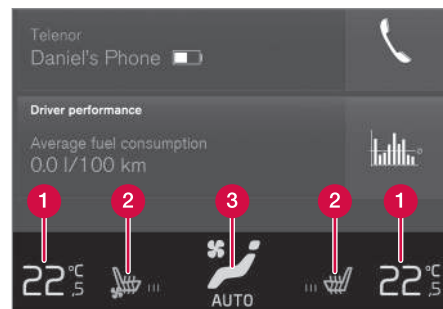 Telenor
Daniel's Phone
Driver performance
Average fuel consumption
0.0 l/100 km
1 2 3 2 1
22,5 °C AUTO 22,5 °C